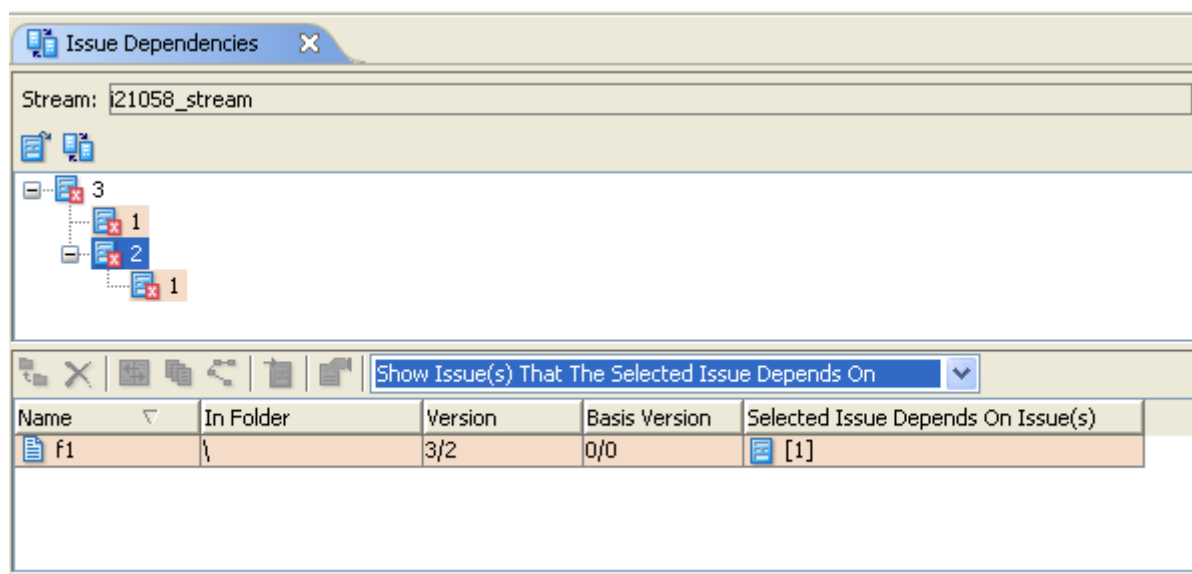 Issue Dependencies
Stream: i21058_stream
3
1
2
1
Show Issue(s) That The Selected Issue Depends On
Name In Folder Version Basis Version Selected Issue Depends On Issue(s)
f1 \ 3/2 0/0 [1]